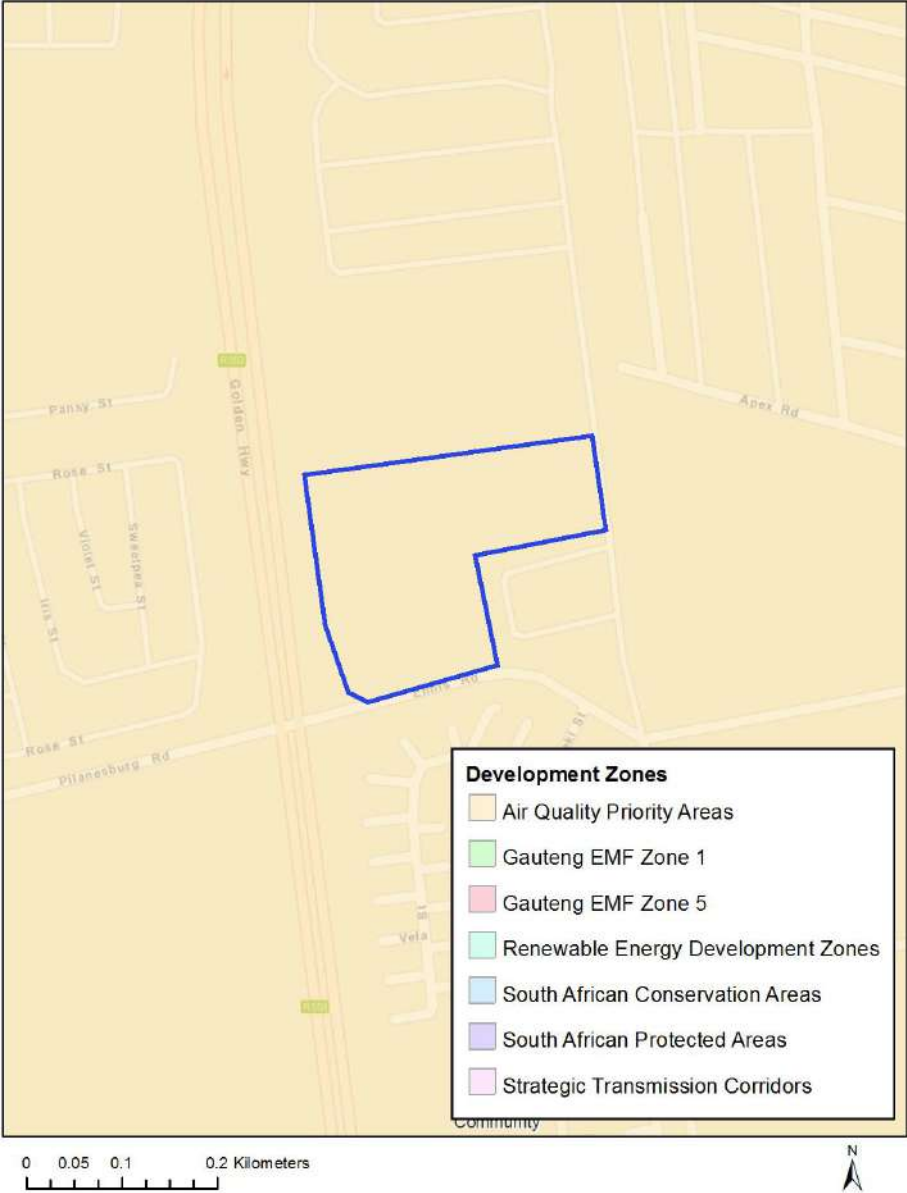 Pansy St
Golden Hwy
Apex Rd
Rose St
Violet St
Sweetpea St
Iris St
Rose St
Pilanesburg Rd
St
Vela
Development Zones
Air Quality Priority Areas
Gauteng EMF Zone 1
Gauteng EMF Zone 5
Renewable Energy Development Zones
South African Conservation Areas
South African Protected Areas
Strategic Transmission Corridors
Community
0 0.05 0.1 0.2 Kilometers
N